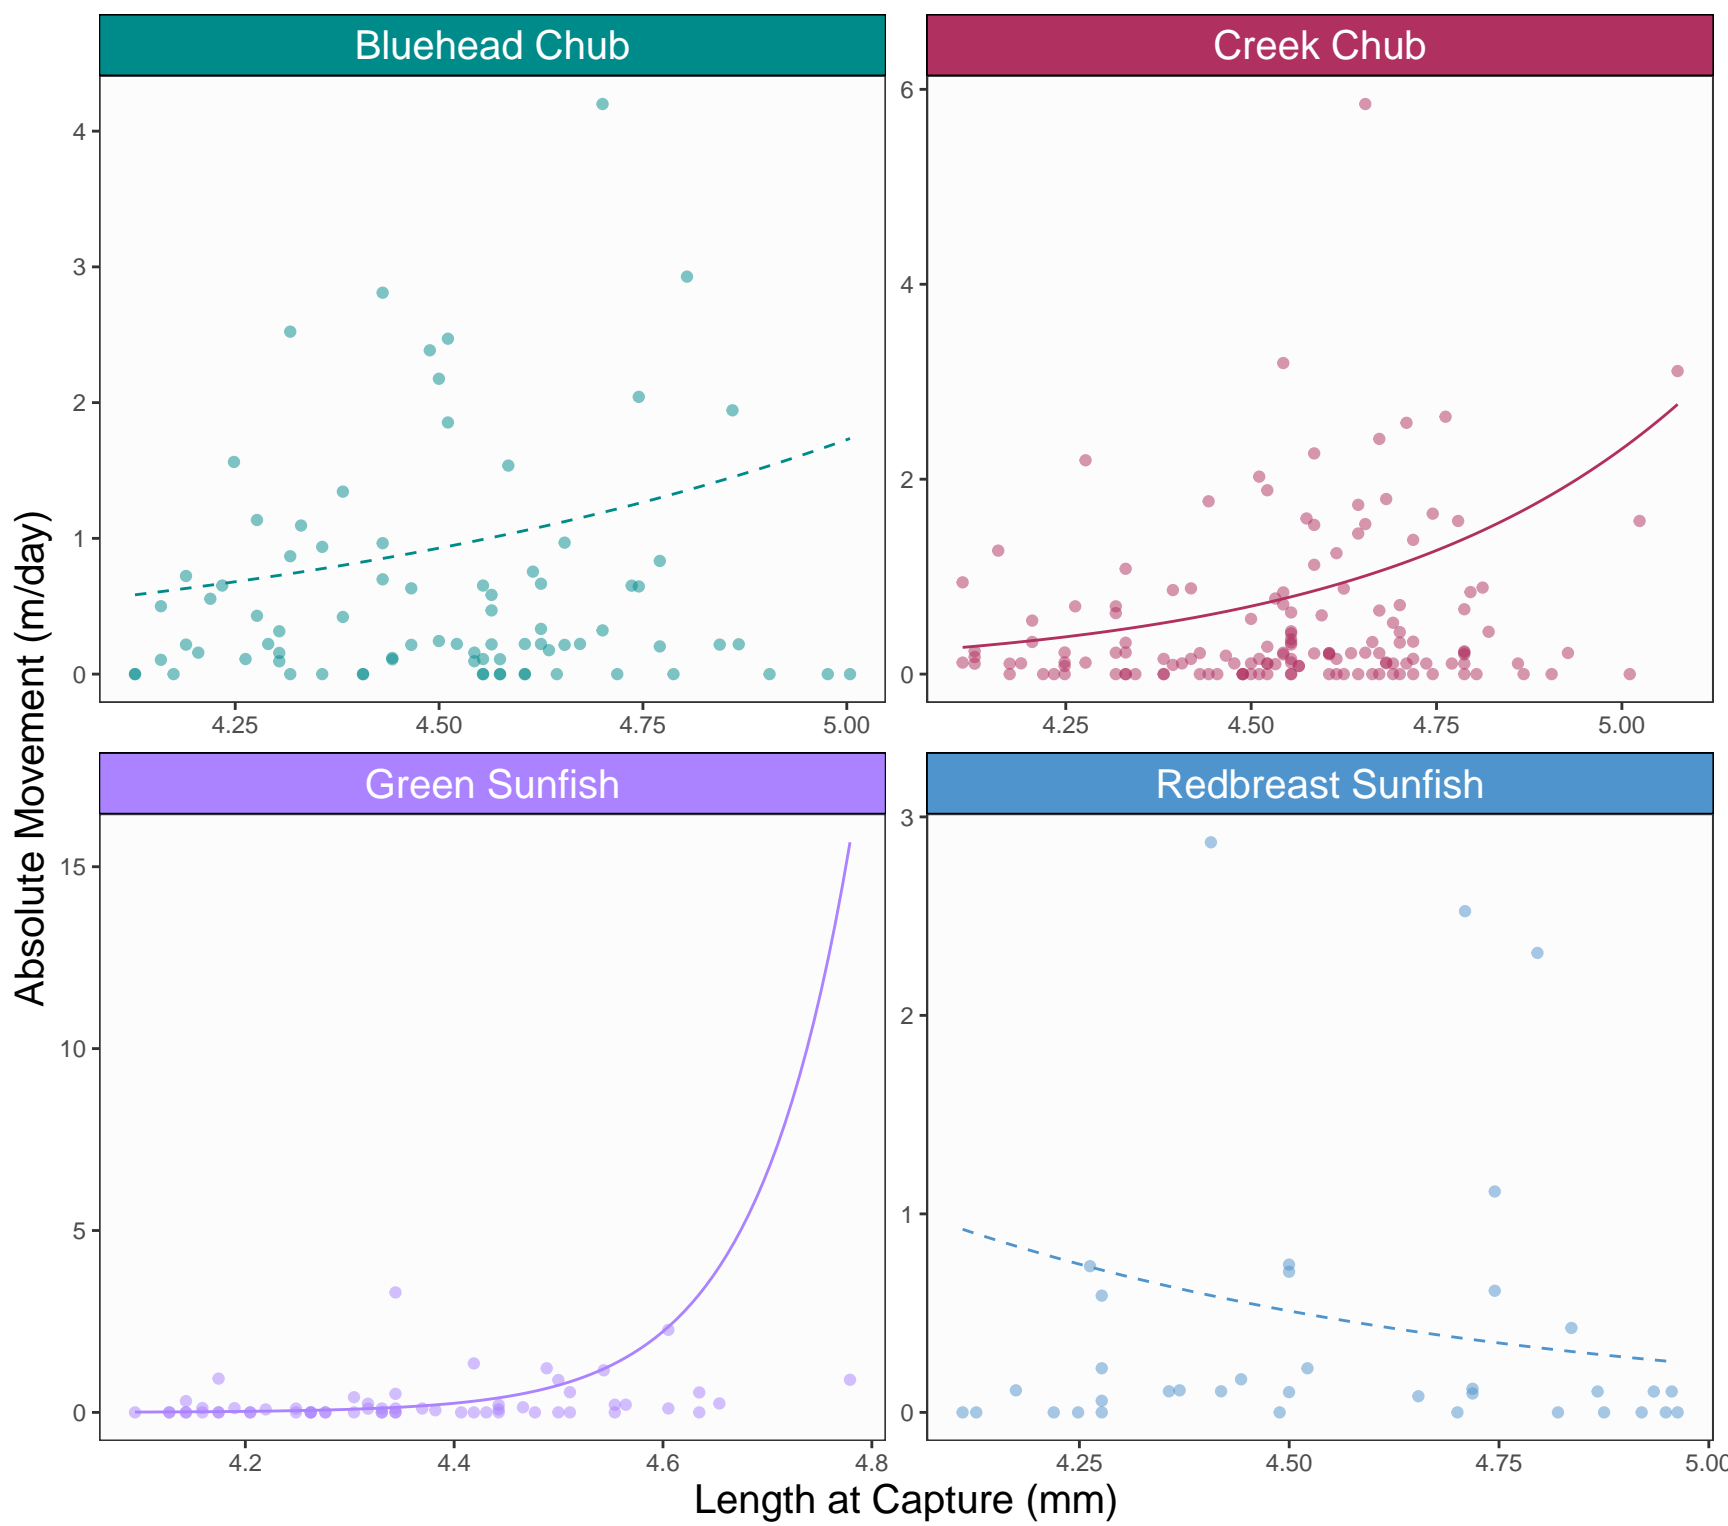 Bluehead Chub
Creek Chub
Absolute Movement (m/day)
4
3
2
1
0
4.25 4.50 4.75 5.00
6
4
2
0
4.25 4.50 4.75 5.00
Green Sunfish
Redbreast Sunfish
15
10
5
0
4.2 4.4 4.6 4.8
3
2
1
0
4.25 4.50 4.75 5.00
Length at Capture (mm)